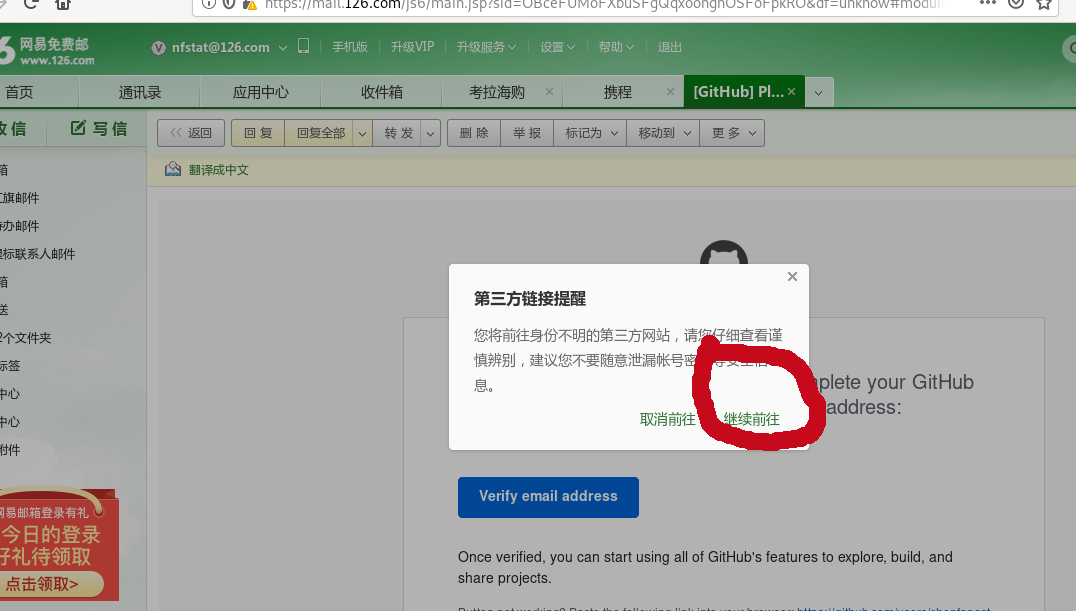 https://mail.126.com/js6/main.jsp?sid=
网易免费邮
www.126.com
nfstat@126.com 手机版 升级VIP 升级服务 设置 帮助 退出
首页 通讯录 应用中心 收件箱 考拉海购 携程 [GitHub] Pl...
收信 写信
<< 返回 回复 回复全部 转发 删除 举报 标记为 移动到 更多
翻译成中文
箱
旗邮件
办邮件
标联系人邮件
箱
送
2个文件夹
标签
中心
中心
附件
网易邮箱登录有礼
今日的登录
好礼待领取
点击领取>
第三方链接提醒
您将前往身份不明的第三方网站，请您仔细查看谨
慎辨别，建议您不要随意泄漏帐号密 安全信
息。
取消前往 继续前往
plete your GitHub
address:
Verify email address
Once verified, you can start using all of GitHub's features to explore, build, and
share projects.